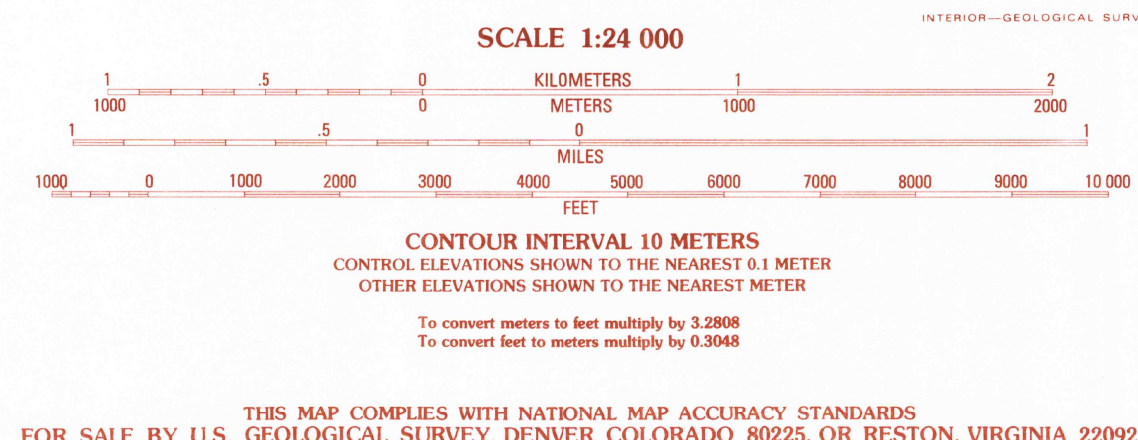 INTERIOR—GEOLOGICAL SURV
SCALE 1:24 000
1 .5 0 KILOMETERS 1 2
1000 0 METERS 1000 2000
1 .5 0 1
MILES
1000 0 1000 2000 3000 4000 5000 6000 7000 8000 9000 10 000
FEET
CONTOUR INTERVAL 10 METERS
CONTROL ELEVATIONS SHOWN TO THE NEAREST 0.1 METER
OTHER ELEVATIONS SHOWN TO THE NEAREST METER
To convert meters to feet multiply by 3.2808
To convert feet to meters multiply by 0.3048
THIS MAP COMPLIES WITH NATIONAL MAP ACCURACY STANDARDS
FOR SALE BY U.S. GEOLOGICAL SURVEY, DENVER, COLORADO 80225, OR RESTON, VIRGINIA 22092